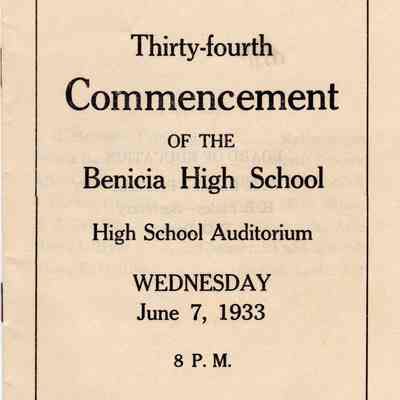 Thirty-fourth
Commencement
OF THE
Benicia High School
High School Auditorium
WEDNESDAY
June 7, 1933
8 P. M.